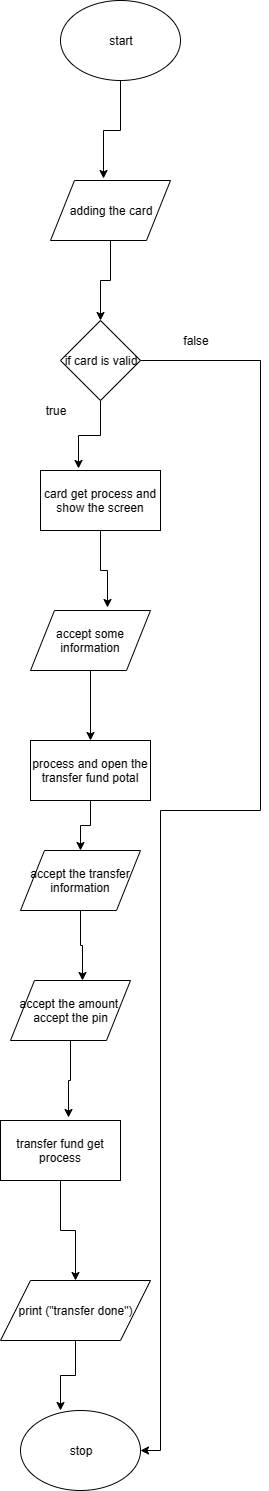 start
adding the card
if card is valid
false
true
card get process and
show the screen
accept some
information
process and open the
transfer fund potal
accept the transfer
information
accept the amount
accept the pin
transfer fund get
process
print ("transfer done")
stop